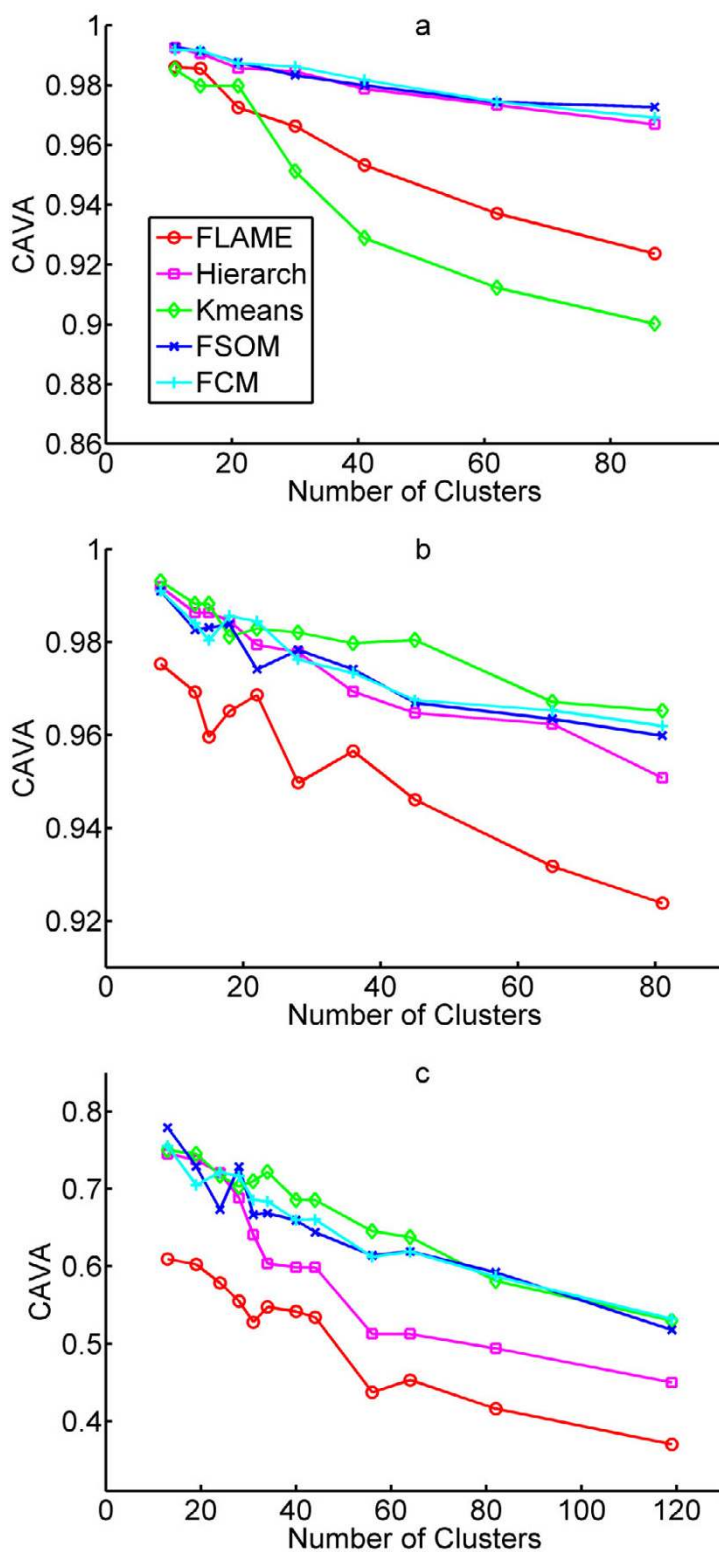 a
1
0.98
0.96
0.94
0.92
0.9
0.88
0.86
CAVA
FLAME
Hierarch
Kmeans
FSOM
FCM
0 20 40 60 80
Number of Clusters
b
1
0.98
0.96
0.94
0.92
CAVA
0 20 40 60 80
Number of Clusters
c
0.8
0.7
0.6
0.5
0.4
CAVA
0 20 40 60 80 100 120
Number of Clusters